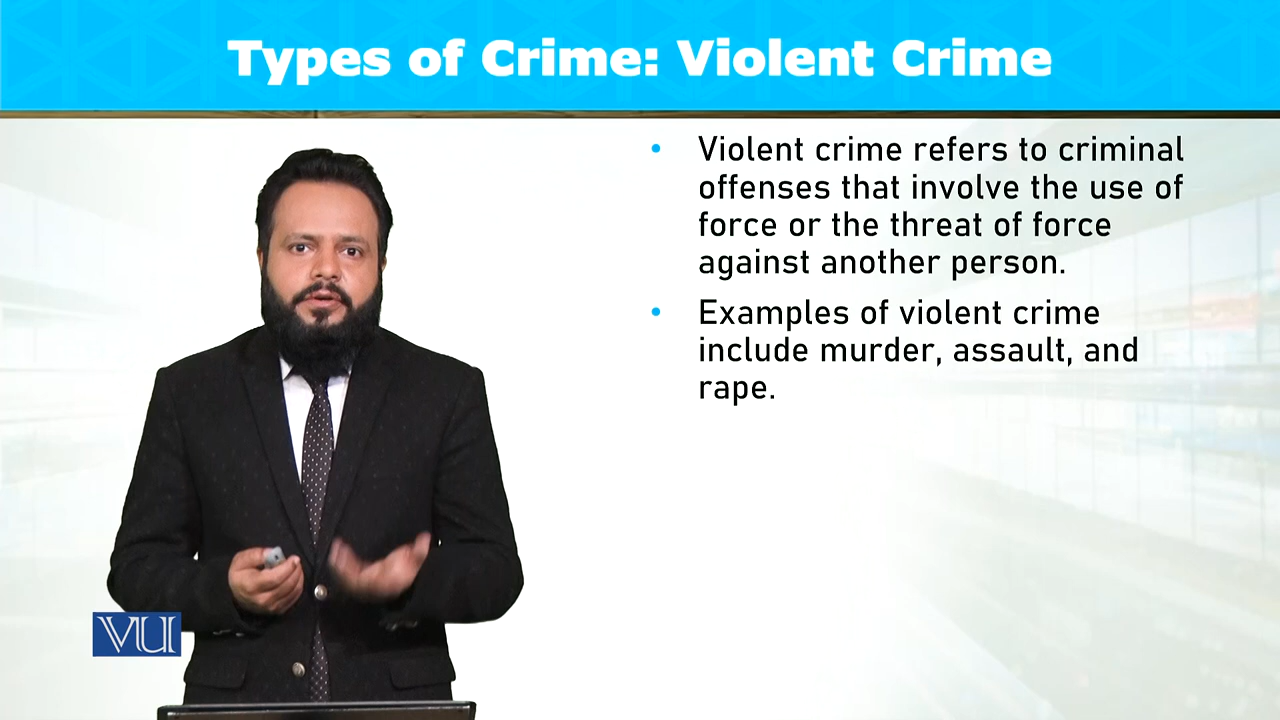 Types of Crime: Violent Crime
• Violent crime refers to criminal
offenses that involve the use of
force or the threat of force
against another person.
• Examples of violent crime
include murder, assault, and
rape.
VU